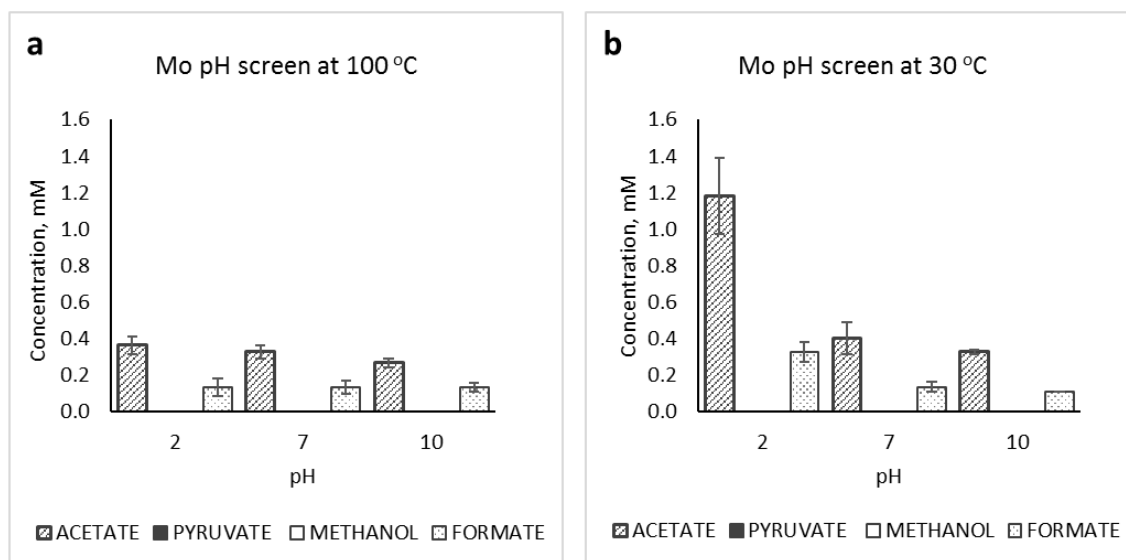 a
Mo pH screen at 100 °C
Concentration, mM
1.6
1.4
1.2
1.0
0.8
0.6
0.4
0.2
0.0
2 7 10
pH
ACETATE PYRUVATE METHANOL FORMATE
b
Mo pH screen at 30 °C
Concentration, mM
1.6
1.4
1.2
1.0
0.8
0.6
0.4
0.2
0.0
2 7 10
pH
ACETATE PYRUVATE METHANOL FORMATE